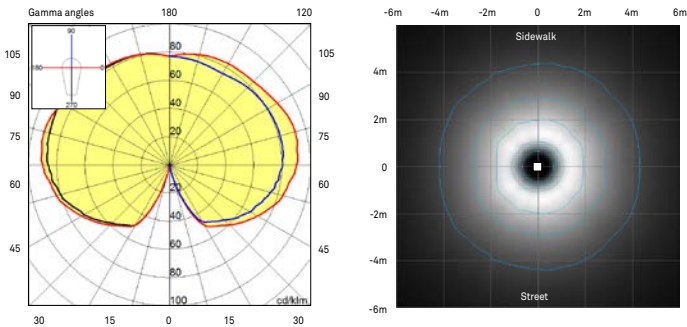 Gamma angles 180 120
-6m -4m -2m 0 2m 4m 6m
90
180 0
270
105 105
90 90
75 75
60 60
45 45
30 15 0 15 30
80
60
40
20
20
40
60
80
100 cd/klm
Sidewalk
4m
2m
0
-2m
-4m
-6m
Street